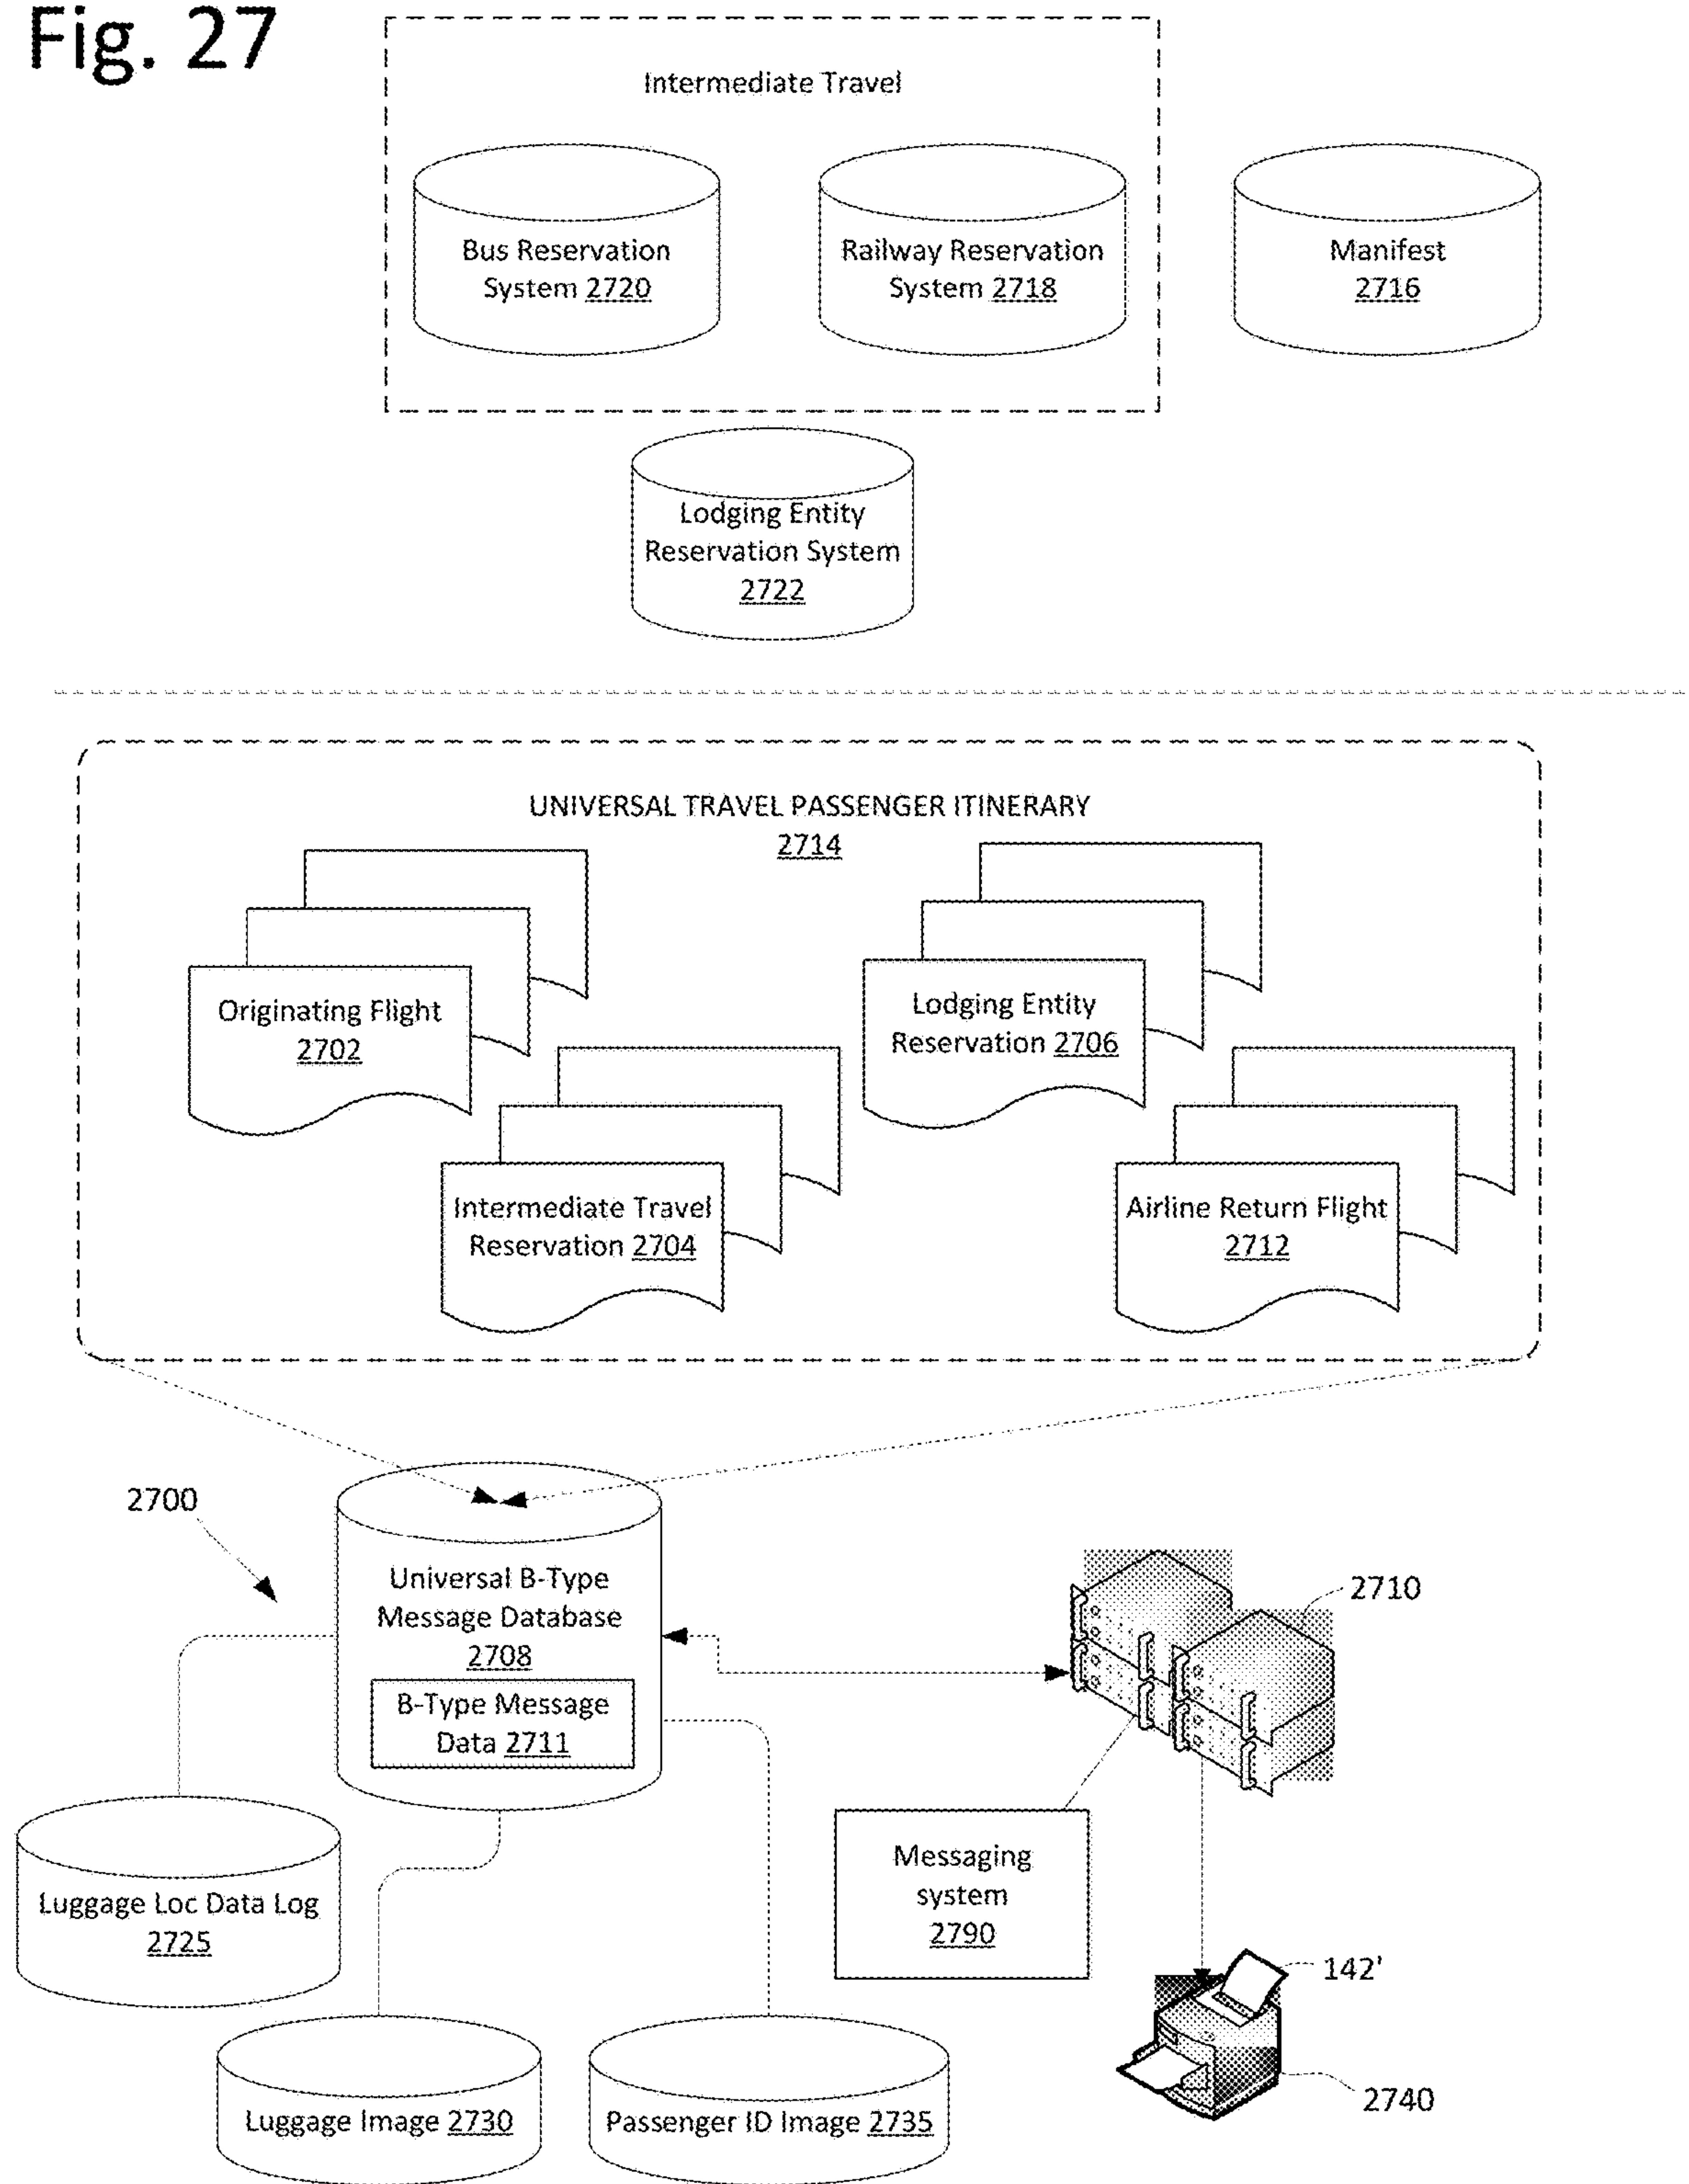 Fig. 27
Intermediate Travel
Bus Reservation
System 2720
Railway Reservation
System 2718
Manifest
2716
Lodging Entity
Reservation System
2722
UNIVERSAL TRAVEL PASSENGER ITINERARY
2714
Originating Flight
2702
Lodging Entity
Reservation 2706
Intermediate Travel
Reservation 2704
Airline Return Flight
2712
2700
Universal B-Type
Message Database
2708
B-Type Message
Data 2711
2710
Luggage Loc Data Log
2725
Messaging
system
2790
142'
2740
Luggage Image 2730
Passenger ID Image 2735